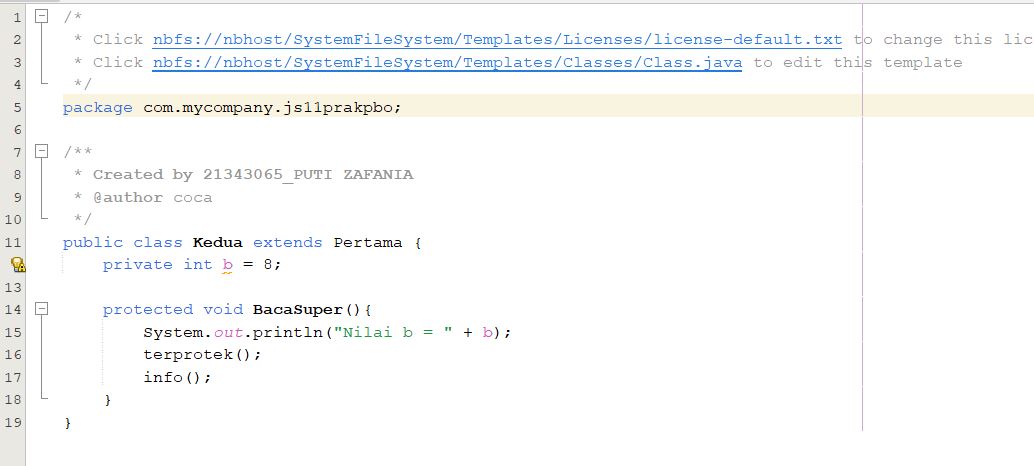 1 /*
2 * Click nbfs://nbhost/SystemFileSystem/Templates/Licenses/license-default.txt to change this lic
3 * Click nbfs://nbhost/SystemFileSystem/Templates/Classes/Class.java to edit this template
4 */
5 package com.mycompany.js11prakpbo;
6
7 /**
8 * Created by 21343065_PUTI ZAFANIA
9 * @author coca
10 */
11 public class Kedua extends Pertama {
private int b = 8;
13
14 protected void BacaSuper(){
15 System.out.println("Nilai b = " + b);
16 terprotek();
17 info();
18 }
19 }